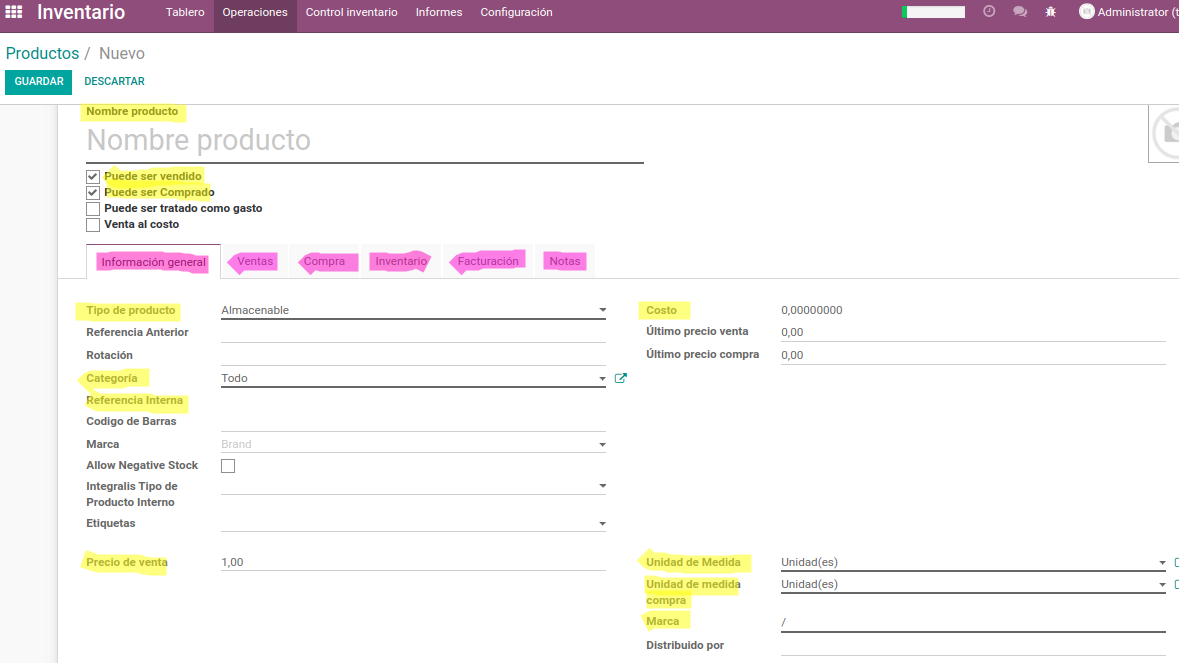 Inventario Tablero Operaciones Control inventario Informes Configuración Administrator (t
Productos / Nuevo
GUARDAR DESCARTAR
Nombre producto
Nombre producto
Puede ser vendido
Puede ser Comprado
Puede ser tratado como gasto
Venta al costo
Información general Ventas Compra Inventario Facturación Notas
Tipo de producto Almacenable Costo 0,00000000
Referencia Anterior Último precio venta 0,00
Rotación Último precio compra 0,00
Categoría Todo
Referencia Interna
Codigo de Barras
Marca Brand
Allow Negative Stock
Integralis Tipo de
Producto Interno
Etiquetas
Precio de venta 1,00 Unidad de Medida Unidad(es)
Unidad de medida Unidad(es)
compra
Marca /
Distribuido por